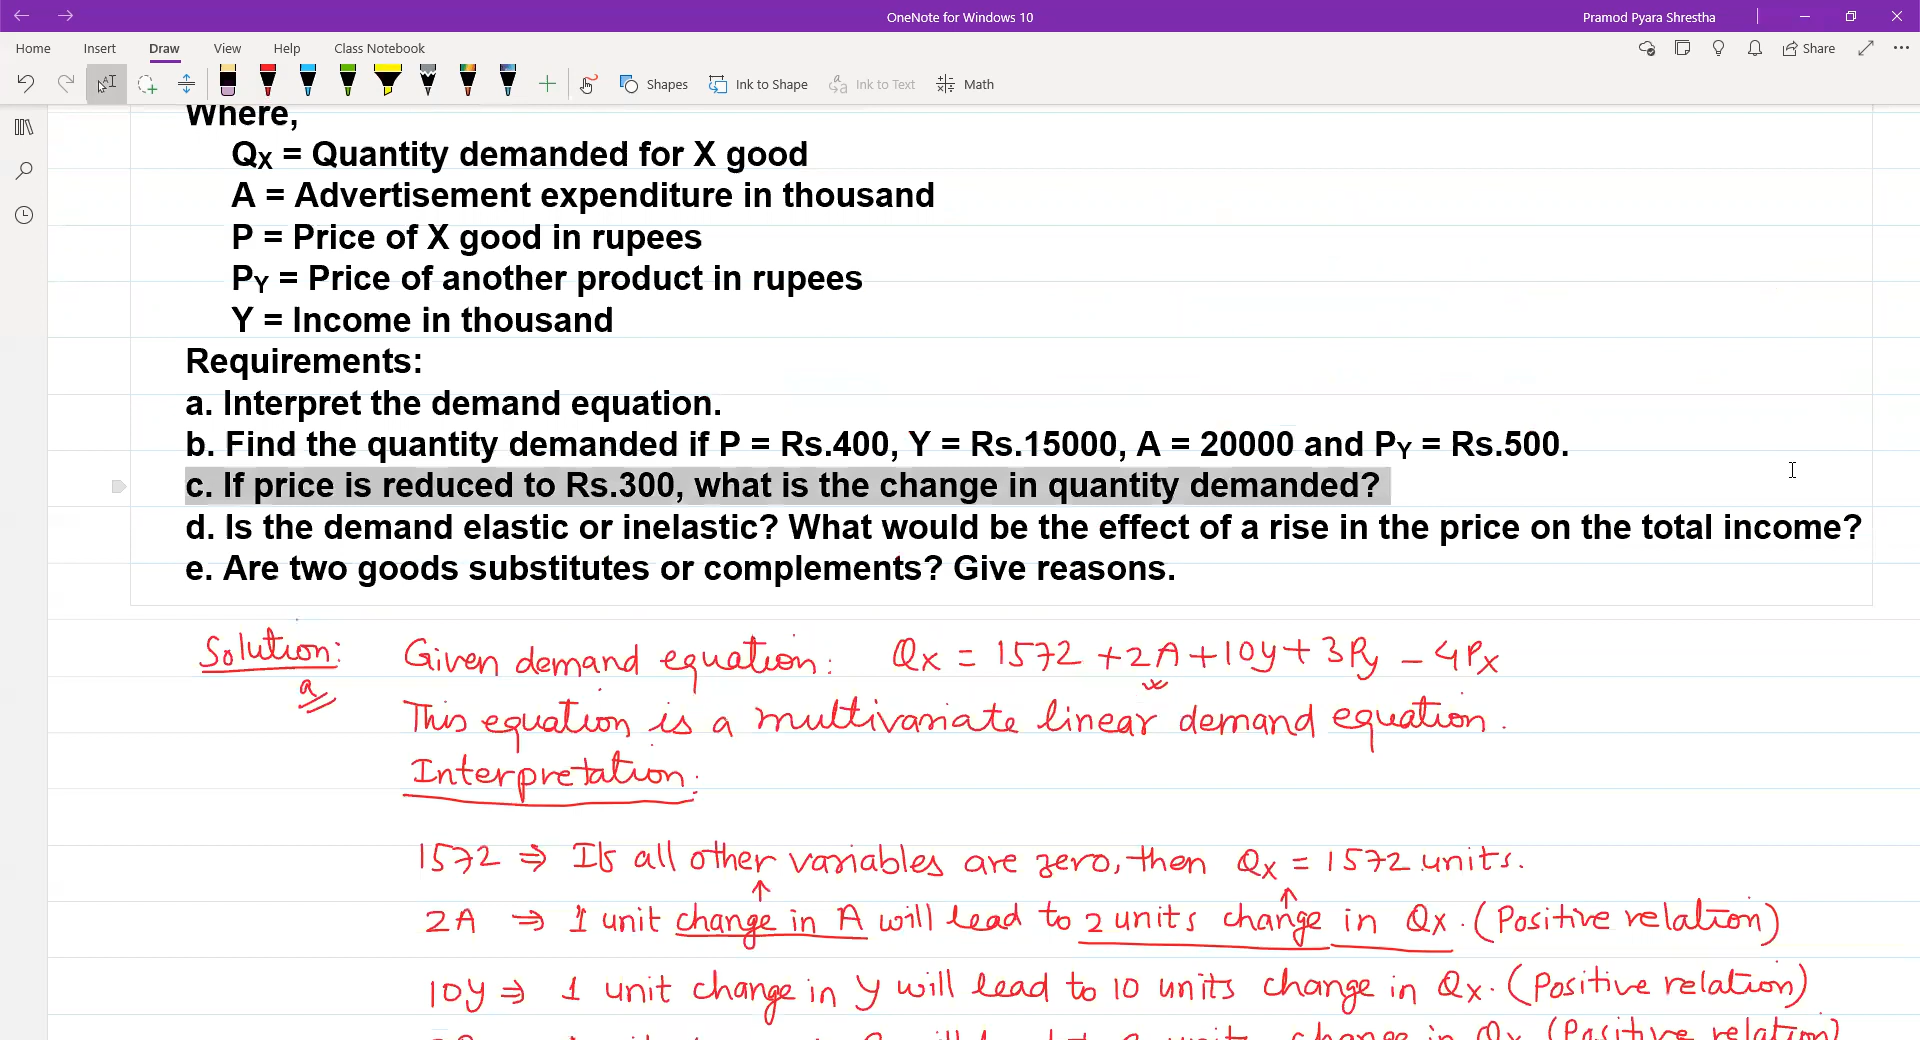 OneNote for Windows 10
Pramod Pyara Shrestha
Home Insert Draw View Help Class Notebook
Share
Shapes Ink to Shape Ink to Text Math
Where,
Qx = Quantity demanded for X good
A = Advertisement expenditure in thousand
P = Price of X good in rupees
PY = Price of another product in rupees
Y = Income in thousand
Requirements:
a. Interpret the demand equation.
b. Find the quantity demanded if P = Rs.400, Y = Rs.15000, A = 20000 and PY = Rs.500.
c. If price is reduced to Rs.300, what is the change in quantity demanded?
d. Is the demand elastic or inelastic? What would be the effect of a rise in the price on the total income?
e. Are two goods substitutes or complements? Give reasons.
Solution: Given demand equation: Qx = 1572 + 2A + 10y + 3Py - 4Px
a
This equation is a multivariate linear demand equation.
Interpretation:
1572 ⇒ If all other variables are zero, then Qx = 1572 units.
2A ⇒ 1 unit change in A will lead to 2 units change in Qx. (Positive relation)
10y ⇒ 1 unit change in y will lead to 10 units change in Qx. (Positive relation)
change in Qx (Positive relation)